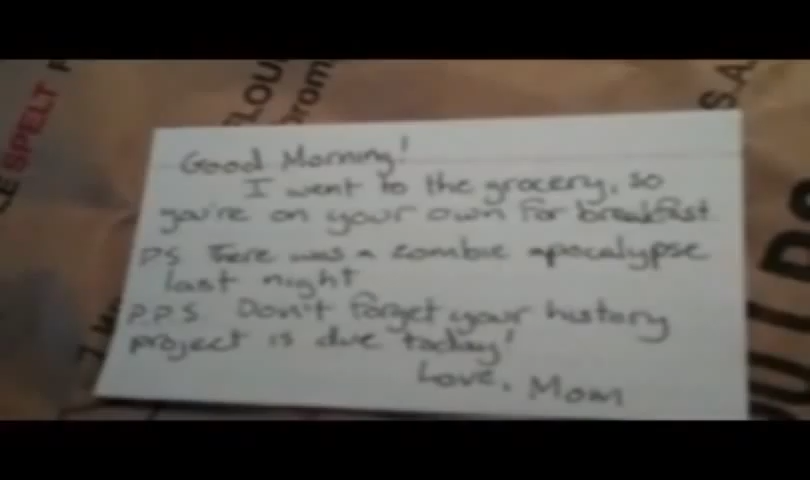 SPELT
FLOU
S.A.
Good Morning!
I went to the grocery, so
you're on your own for breakfast.
P.S. There was a zombie apocalypse
last night
P.P.S. Don't forget your history
project is due today!
Love, Mom